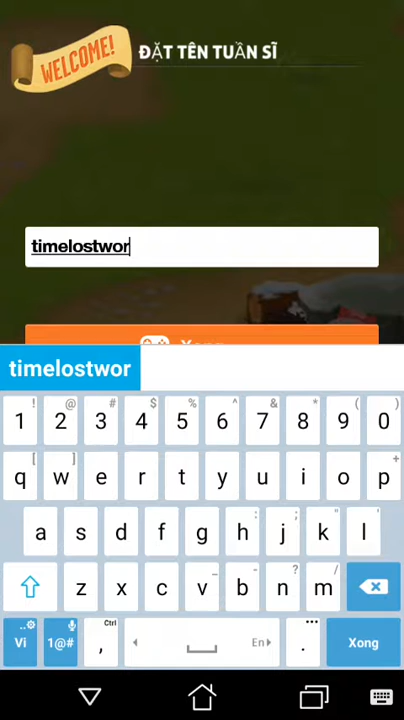 WELCOME!
ĐẶT TÊN TUẦN SĨ
timelostwor
timelostwor
! @ # $ % ^ & * ( )
1 2 3 4 5 6 7 8 9 0
[ ] +
q w e r t y u i o p
: ; " '
a s d f g h j k l
_ - ? /
z x c v b n m
Ctrl
Vi 1@# , En . Xong